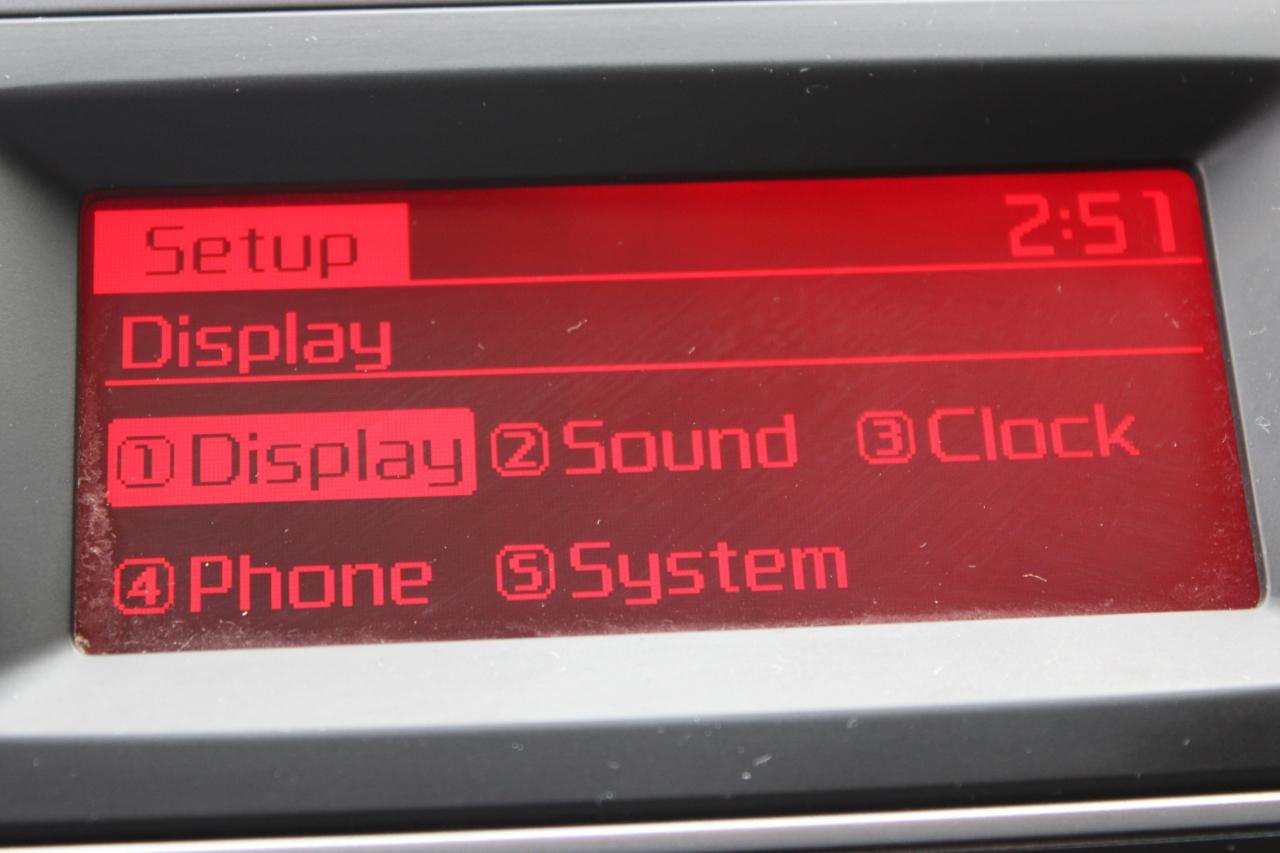 Setup 2:51
Display
①Display ②Sound ③Clock
④Phone ⑤System